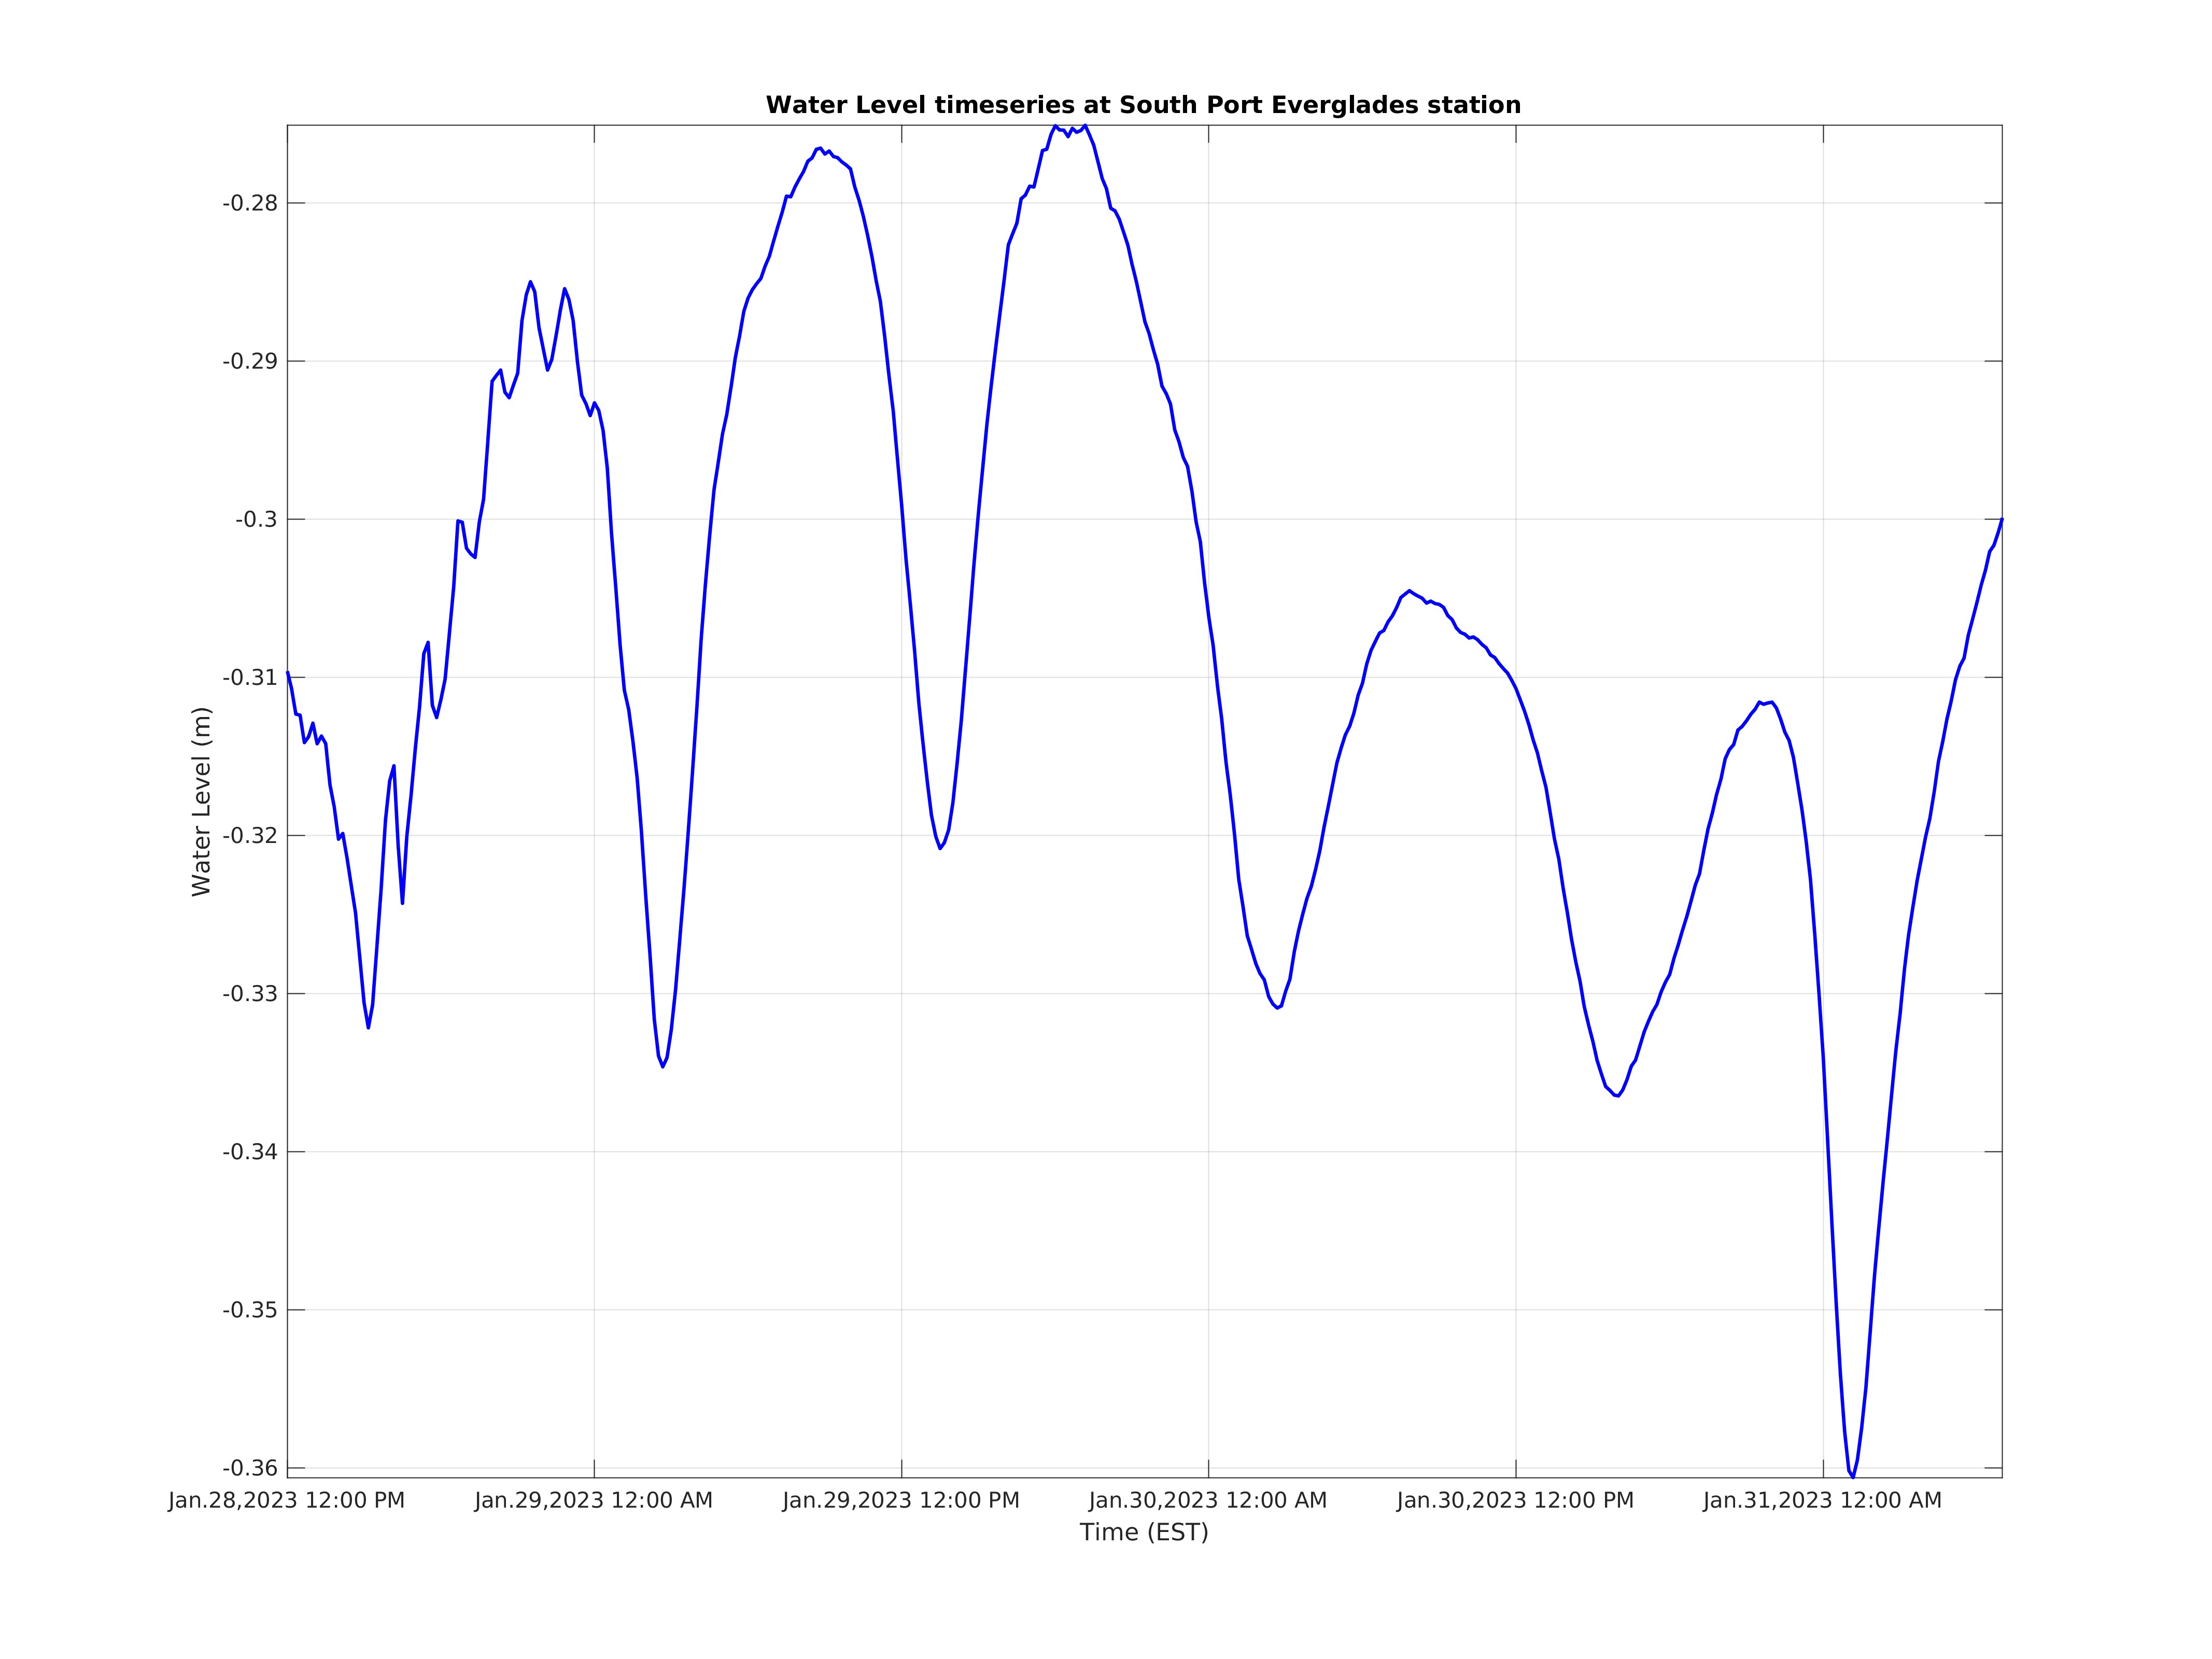 Water Level timeseries at South Port Everglades station
Water Level (m)
-0.28
-0.29
-0.3
-0.31
-0.32
-0.33
-0.34
-0.35
-0.36
Jan.28,2023 12:00 PM
Jan.29,2023 12:00 AM
Jan.29,2023 12:00 PM
Jan.30,2023 12:00 AM
Jan.30,2023 12:00 PM
Jan.31,2023 12:00 AM
Time (EST)